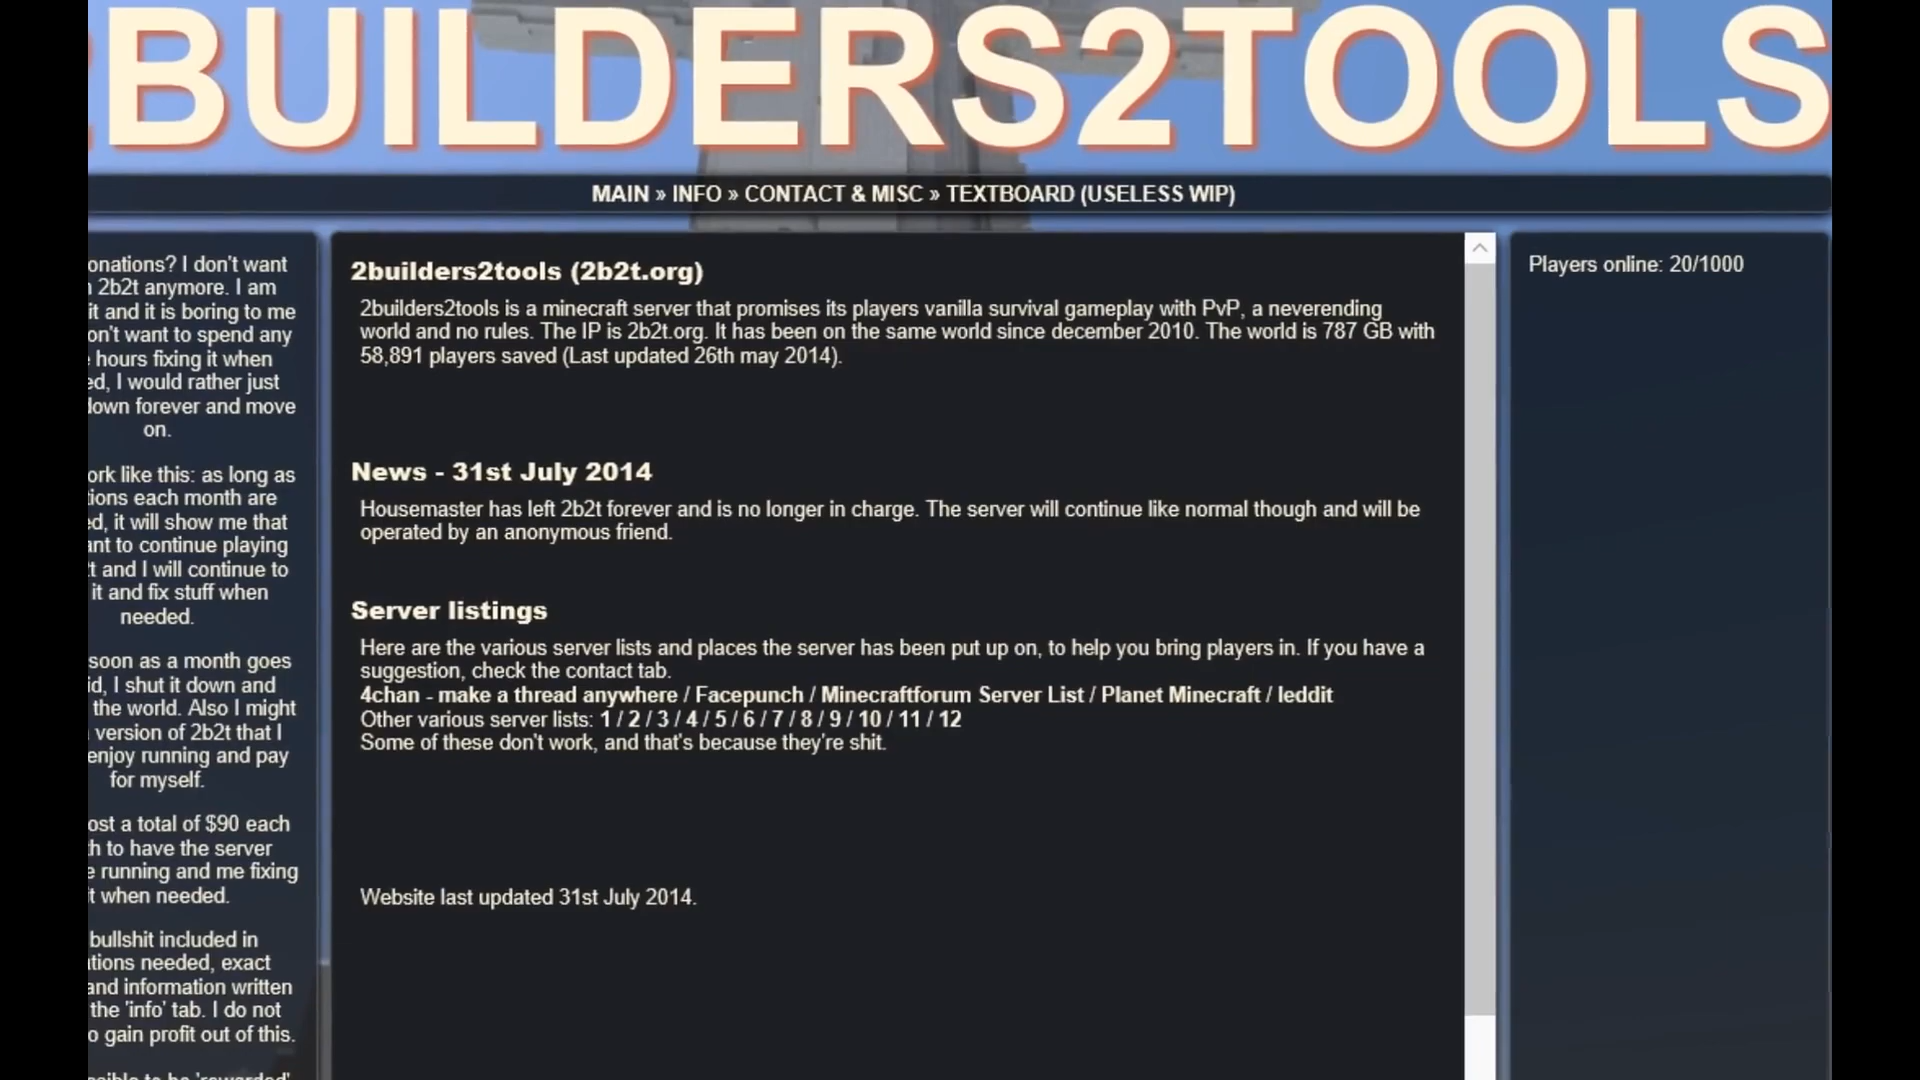 BUILDERS2TOOLS
MAIN » INFO » CONTACT & MISC » TEXTBOARD (USELESS WIP)
onations? I don't want
2b2t anymore. I am
it and it is boring to me
on't want to spend any
hours fixing it when
ed, I would rather just
down forever and move
on.
ork like this: as long as
tions each month are
ed, it will show me that
ant to continue playing
t and I will continue to
it and fix stuff when
needed.
soon as a month goes
id, I shut it down and
the world. Also I might
version of 2b2t that I
enjoy running and pay
for myself.
ost a total of $90 each
th to have the server
e running and me fixing
it when needed.
bullshit included in
ations needed, exact
and information written
the 'info' tab. I do not
o gain profit out of this.
2builders2tools (2b2t.org)
2builders2tools is a minecraft server that promises its players vanilla survival gameplay with PvP, a neverending
world and no rules. The IP is 2b2t.org. It has been on the same world since december 2010. The world is 787 GB with
58,891 players saved (Last updated 26th may 2014).
News - 31st July 2014
Housemaster has left 2b2t forever and is no longer in charge. The server will continue like normal though and will be
operated by an anonymous friend.
Server listings
Here are the various server lists and places the server has been put up on, to help you bring players in. If you have a
suggestion, check the contact tab.
4chan - make a thread anywhere / Facepunch / Minecraftforum Server List / Planet Minecraft / leddit
Other various server lists: 1 / 2 / 3 / 4 / 5 / 6 / 7 / 8 / 9 / 10 / 11 / 12
Some of these don't work, and that's because they're shit.
Website last updated 31st July 2014.
Players online: 20/1000